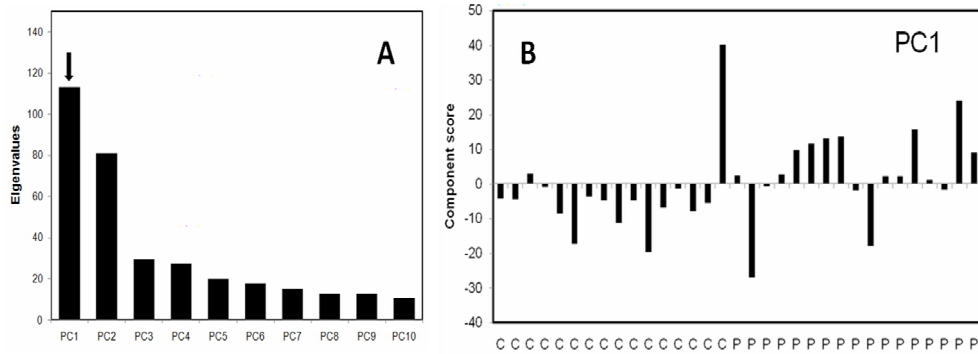 140
120
100
80
60
40
20
0
Eigenvalues
A
PC1 PC2 PC3 PC4 PC5 PC6 PC7 PC8 PC9 PC10
50
40
30
20
10
0
-10
-20
-30
-40
Component score
B
PC1
C C C C C C C C C C C C C C C C P P P P P P P P P P P P P P P P P